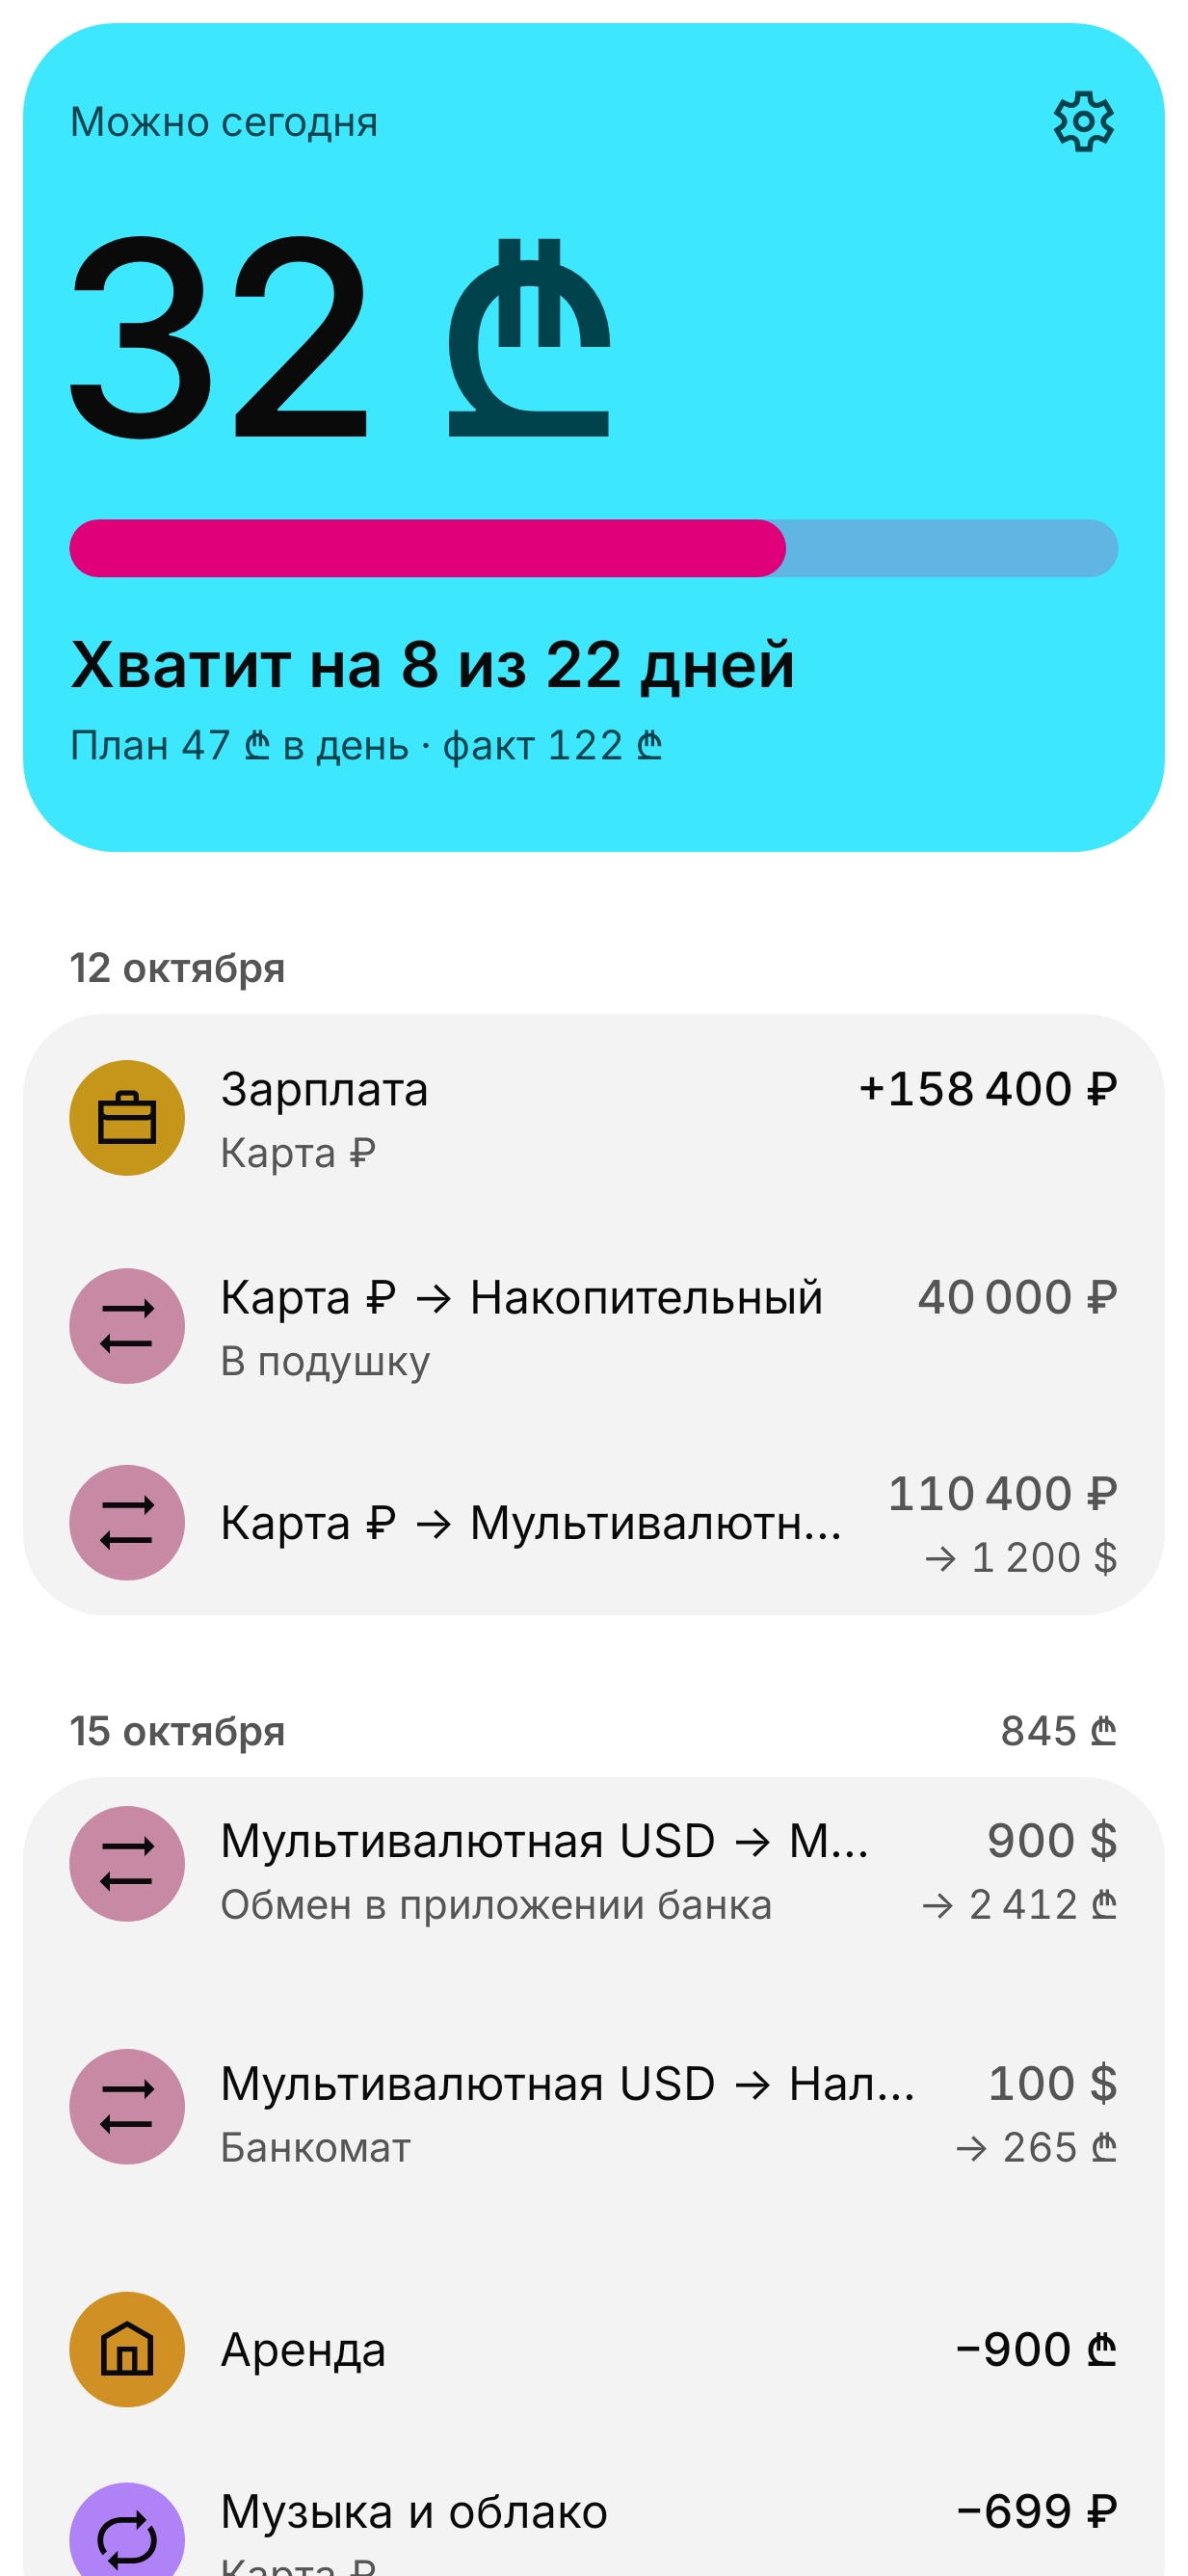 Можно сегодня
32 ₾
Хватит на 8 из 22 дней
План 47 ₾ в день · факт 122 ₾
12 октября
Зарплата
+158 400 ₽
Карта ₽
Карта ₽ → Накопительный
40 000 ₽
В подушку
Карта ₽ → Мультивалютн...
110 400 ₽
→ 1 200 $
15 октября
845 ₾
Мультивалютная USD → М...
900 $
Обмен в приложении банка
→ 2 412 ₾
Мультивалютная USD → Нал...
100 $
Банкомат
→ 265 ₾
Аренда
−900 ₾
Музыка и облако
−699 ₽
Карта ₽